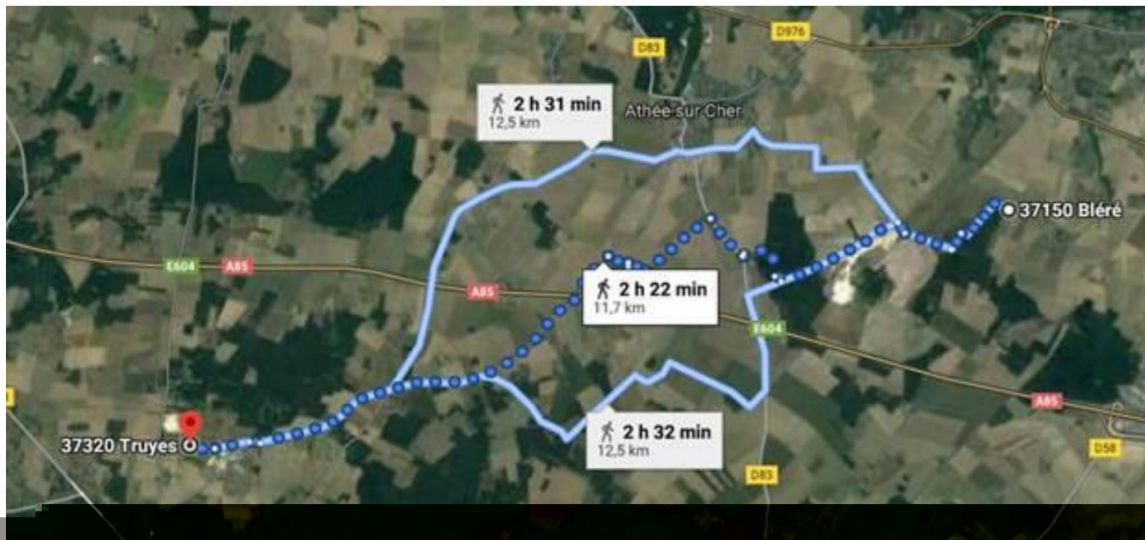 D976
D83
2 h 31 min
12,5 km
Athée-sur-Cher
37150 Bléré
E604
A85
A85
2 h 22 min
11,7 km
E604
A85
37320 Truyes
2 h 32 min
12,5 km
D83
D58